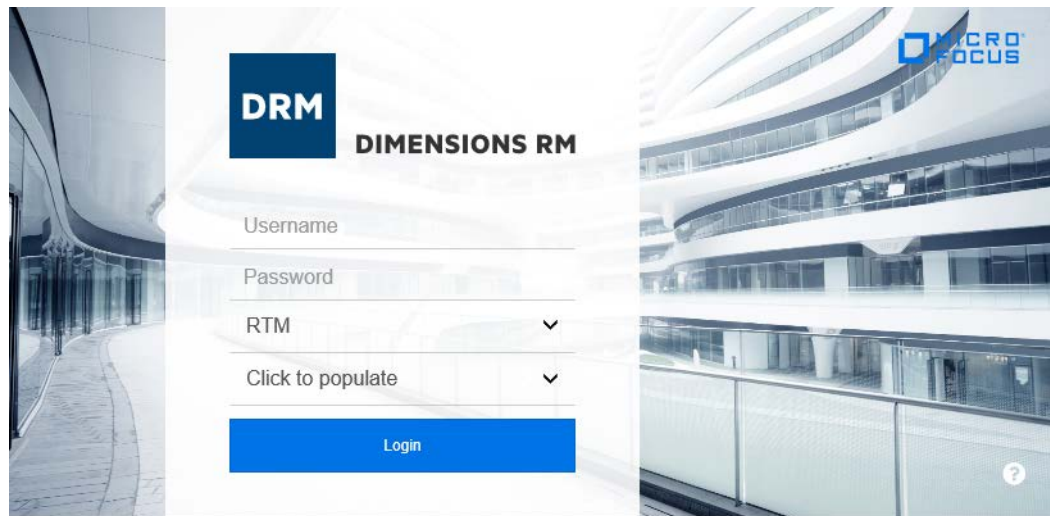 MICRO
FOCUS
DRM
DIMENSIONS RM
Username
Password
RTM
Click to populate
Login
?